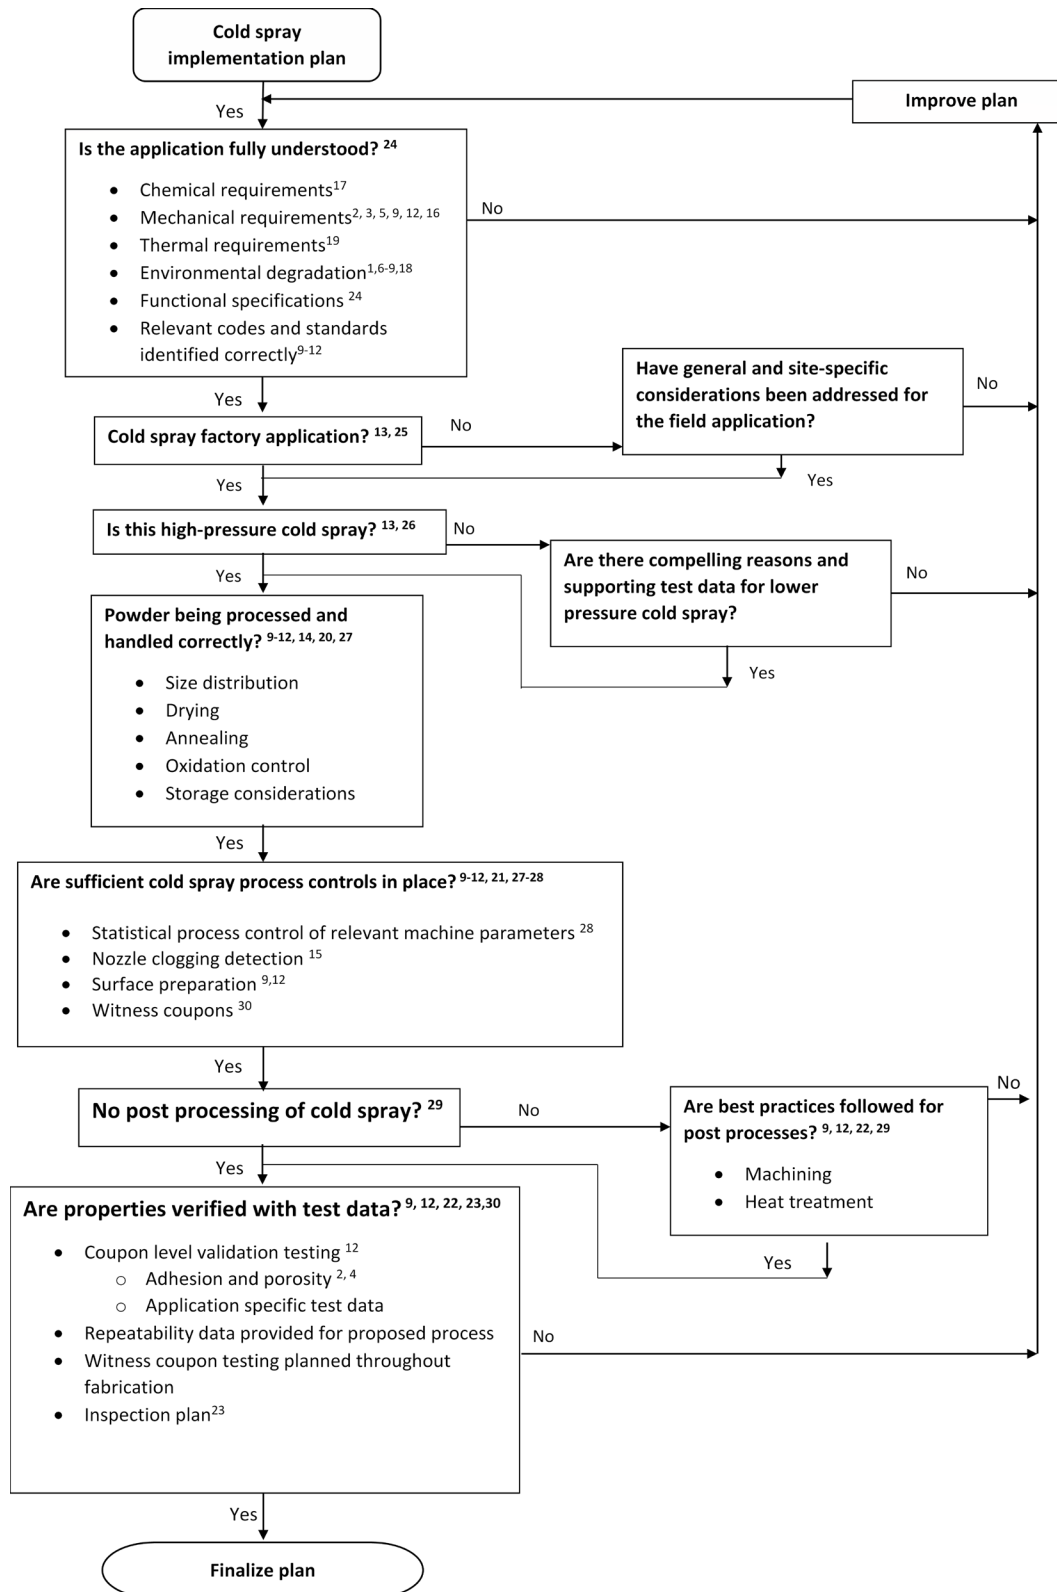 Cold spray
implementation plan
Improve plan
Yes
Is the application fully understood? 24
• Chemical requirements17
• Mechanical requirements2, 3, 5, 9, 12, 16
• Thermal requirements19
• Environmental degradation1,6-9,18
• Functional specifications 24
• Relevant codes and standards
identified correctly9-12
No
Yes
Have general and site-specific
considerations been addressed for
the field application?
No
Cold spray factory application? 13, 25
No
Yes
Yes
Is this high-pressure cold spray? 13, 26
No
Are there compelling reasons and
supporting test data for lower
pressure cold spray?
No
Yes
Yes
Powder being processed and
handled correctly? 9-12, 14, 20, 27
• Size distribution
• Drying
• Annealing
• Oxidation control
• Storage considerations
Yes
Are sufficient cold spray process controls in place? 9-12, 21, 27-28
• Statistical process control of relevant machine parameters 28
• Nozzle clogging detection 15
• Surface preparation 9,12
• Witness coupons 30
Yes
No post processing of cold spray? 29
No
Are best practices followed for
post processes? 9, 12, 22, 29
• Machining
• Heat treatment
No
Yes
Yes
Are properties verified with test data? 9, 12, 22, 23,30
• Coupon level validation testing 12
o Adhesion and porosity 2, 4
o Application specific test data
• Repeatability data provided for proposed process
• Witness coupon testing planned throughout
fabrication
• Inspection plan23
No
Yes
Finalize plan